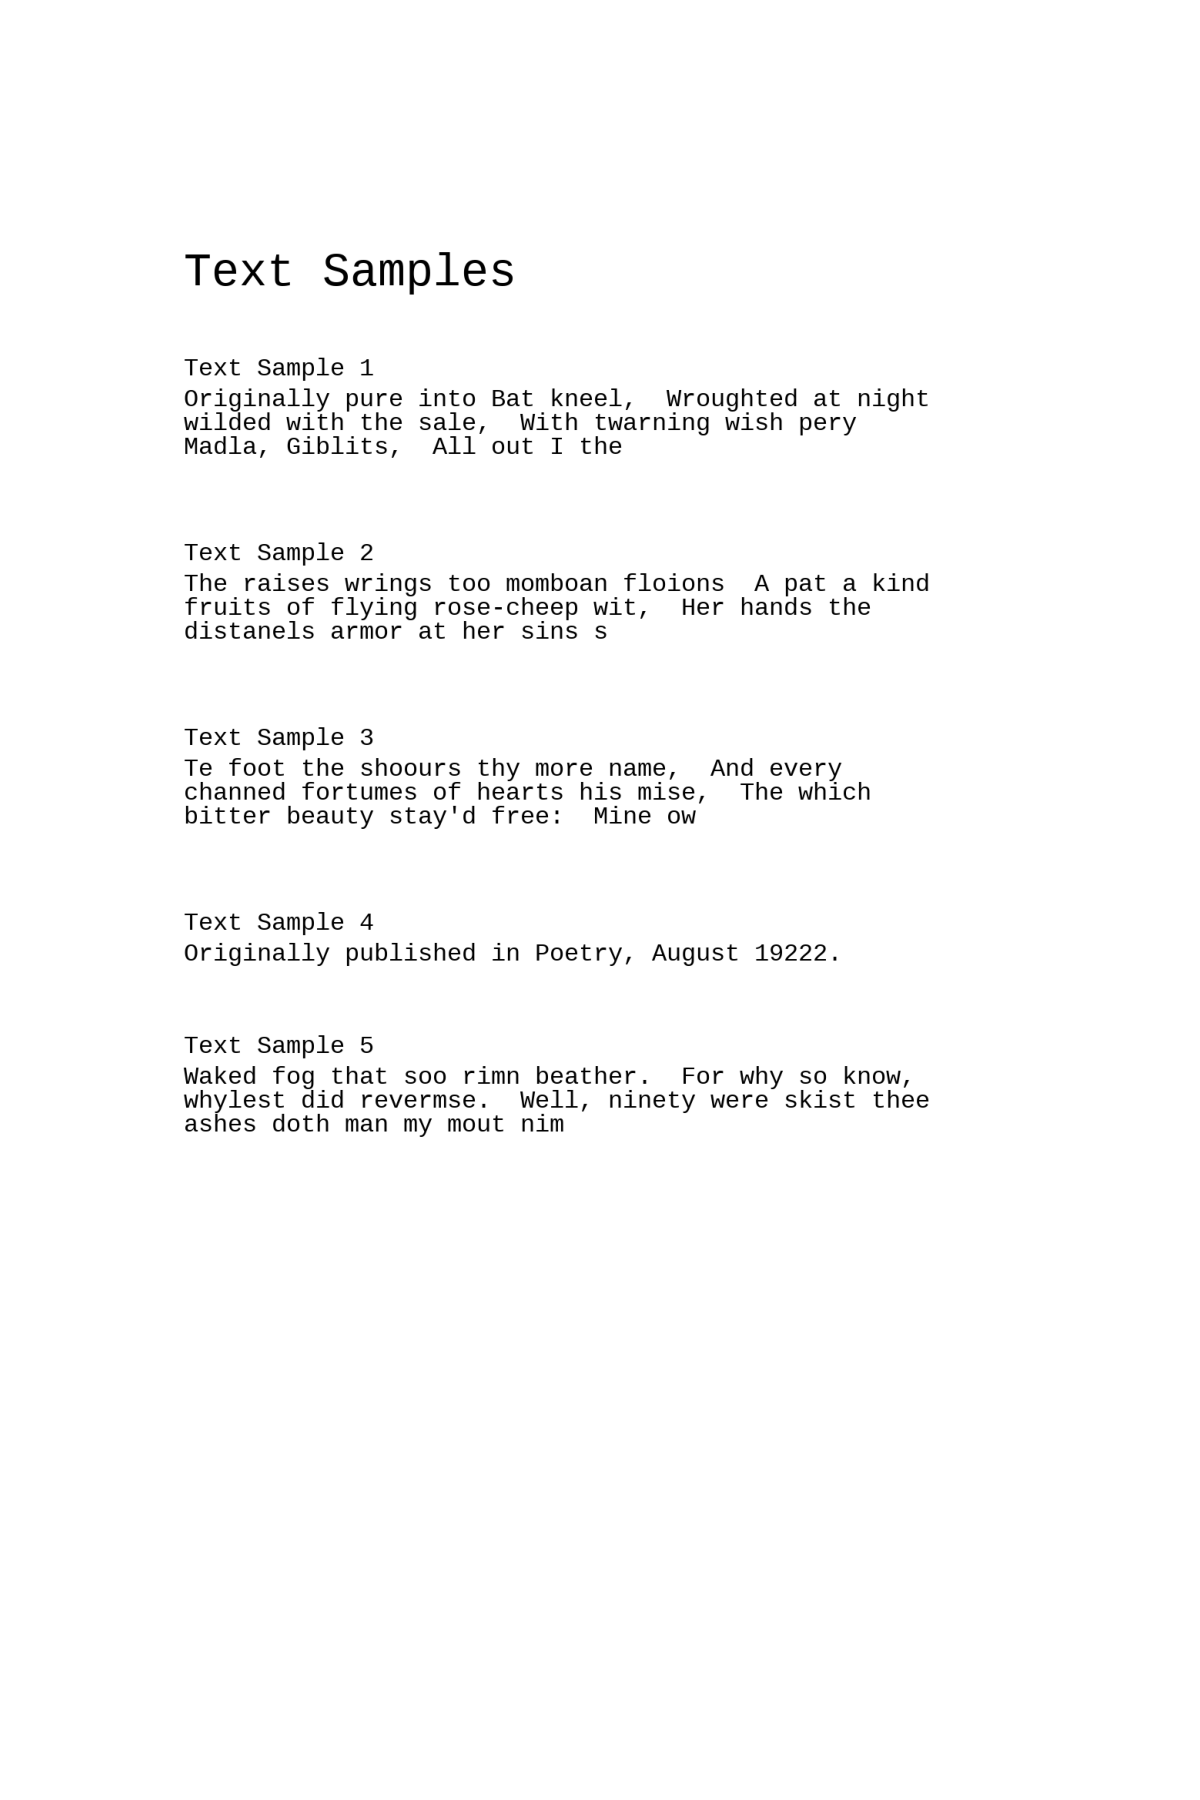 Text Samples
Text Sample 1
Originally pure into Bat kneel,  Wroughted at night
wilded with the sale,  With twarning wish pery
Madla, Giblits,  All out I the
Text Sample 2
The raises wrings too momboan floions  A pat a kind
fruits of flying rose-cheep wit,  Her hands the
distanels armor at her sins s
Text Sample 3
Te foot the shoours thy more name,  And every
channed fortumes of hearts his mise,  The which
bitter beauty stay'd free:  Mine ow
Text Sample 4
Originally published in Poetry, August 19222.
Text Sample 5
Waked fog that soo rimn beather.  For why so know,
whylest did revermse.  Well, ninety were skist thee
ashes doth man my mout nim